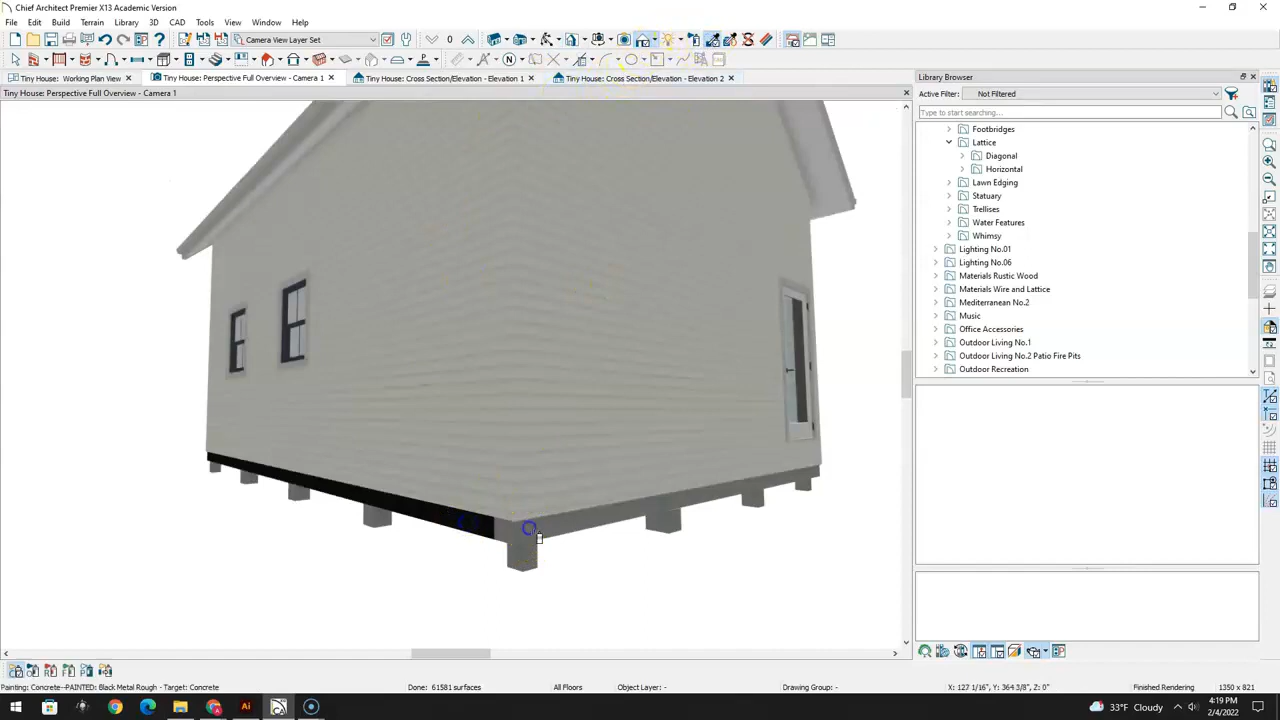 Chief Architect Premier X13 Academic Version
File Edit Build Terrain Library 3D CAD Tools View Window Help
Camera View Layer Set
0
Tiny House: Working Plan View
Tiny House: Perspective Full Overview - Camera 1
Tiny House: Cross Section/Elevation - Elevation 1
Tiny House: Cross Section/Elevation - Elevation 2
Tiny House: Perspective Full Overview - Camera 1
Library Browser
Active Filter: Not Filtered
Type to start searching...
Footbridges
Lattice
Diagonal
Horizontal
Lawn Edging
Statuary
Trellises
Water Features
Whimsy
Lighting No.01
Lighting No.06
Materials Rustic Wood
Materials Wire and Lattice
Mediterranean No.2
Music
Office Accessories
Outdoor Living No.1
Outdoor Living No.2 Patio Fire Pits
Outdoor Recreation
Painting: Concrete--PAINTED: Black Metal Rough - Target: Concrete
Done: 61581 surfaces
All Floors
Object Layer: -
Drawing Group: -
X: 127 1/16", Y: 364 3/8", Z: 0"
Finished Rendering
1350 x 821
33°F Cloudy
4:19 PM
2/4/2022